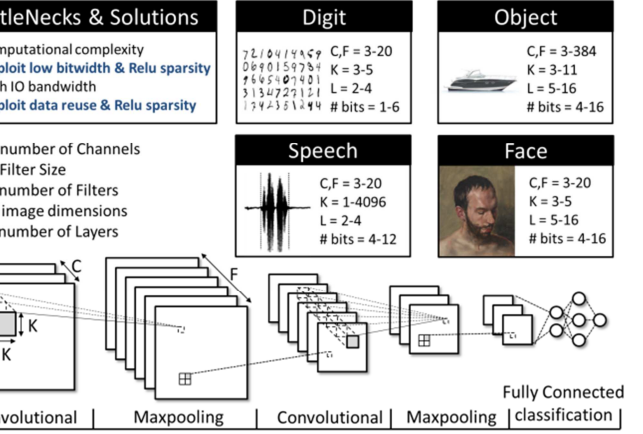 tleNecks & Solutions
mputational complexity
ploit low bitwidth & Relu sparsity
h IO bandwidth
ploit data reuse & Relu sparsity
number of Channels
Filter Size
number of Filters
image dimensions
number of Layers
Digit
C,F = 3-20
K = 3-5
L = 2-4
# bits = 1-6
Object
C,F = 3-384
K = 3-11
L = 5-16
# bits = 4-16
Speech
C,F = 3-20
K = 1-4096
L = 2-4
# bits = 4-12
Face
C,F = 3-20
K = 3-5
L = 5-16
# bits = 4-16
C
F
K
K
volutional
Maxpooling
Convolutional
Maxpooling
Fully Connected
classification